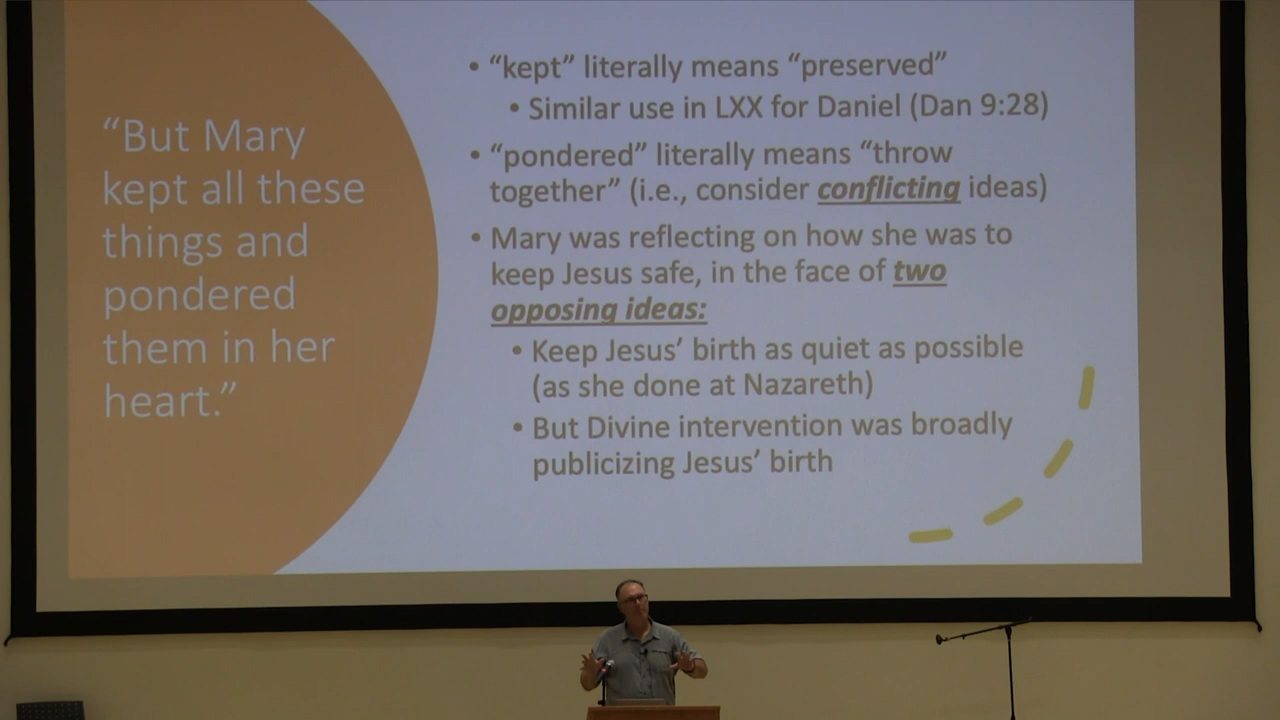 “But Mary
kept all these
things and
pondered
them in her
heart.”
• “kept” literally means “preserved”
• Similar use in LXX for Daniel (Dan 9:28)
• “pondered” literally means “throw
together” (i.e., consider conflicting ideas)
• Mary was reflecting on how she was to
keep Jesus safe, in the face of two
opposing ideas:
• Keep Jesus’ birth as quiet as possible
(as she done at Nazareth)
• But Divine intervention was broadly
publicizing Jesus’ birth